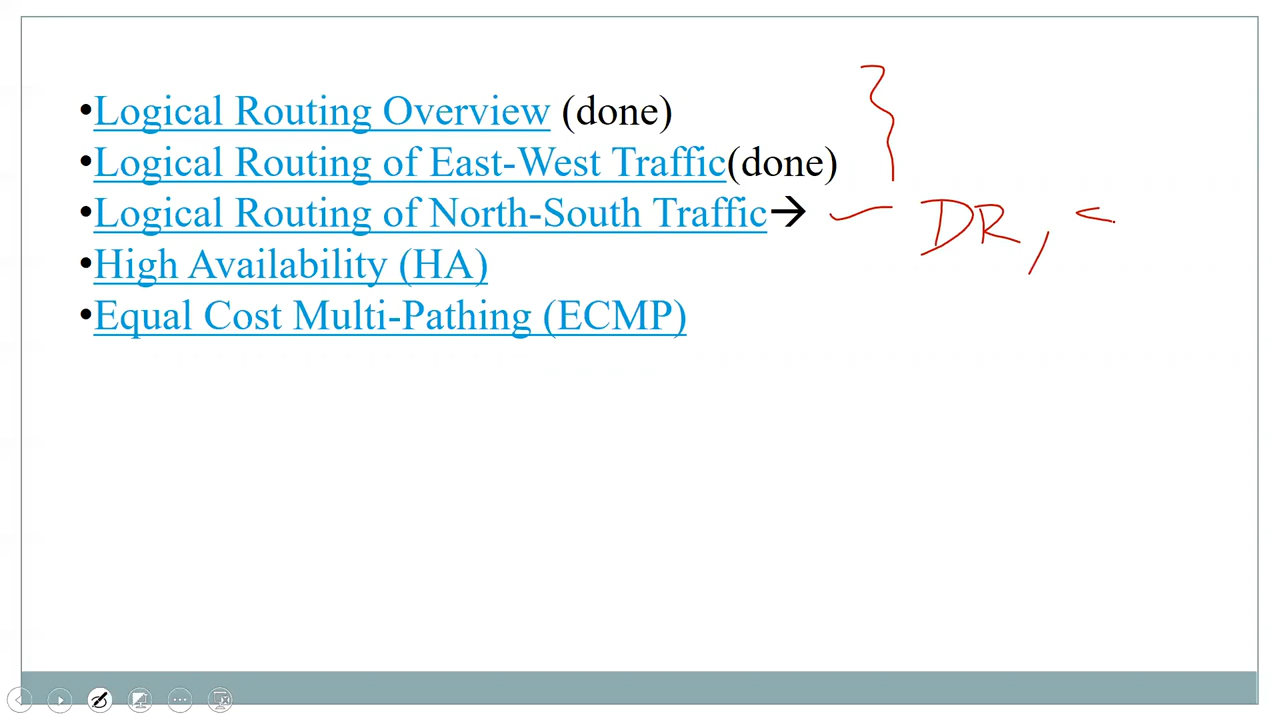 •Logical Routing Overview (done)
•Logical Routing of East-West Traffic(done)
•Logical Routing of North-South Traffic→ DR,
•High Availability (HA)
•Equal Cost Multi-Pathing (ECMP)